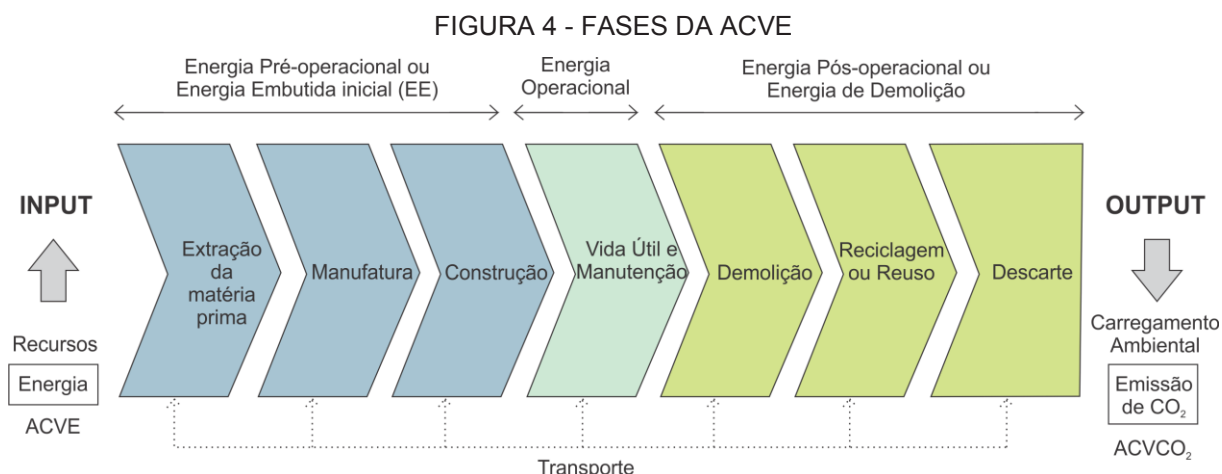 FIGURA 4 - FASES DA ACVE
Energia Pré-operacional ou
Energia Embutida inicial (EE)
Energia
Operacional
Energia Pós-operacional ou
Energia de Demolição
INPUT
Recursos
Energia
ACVE
Extração
da
matéria
prima
Manufatura
Construção
Vida Útil e
Manutenção
Demolição
Reciclagem
ou Reuso
Descarte
OUTPUT
Carregamento
Ambiental
Emissão
de CO₂
ACVCO₂
Transporte